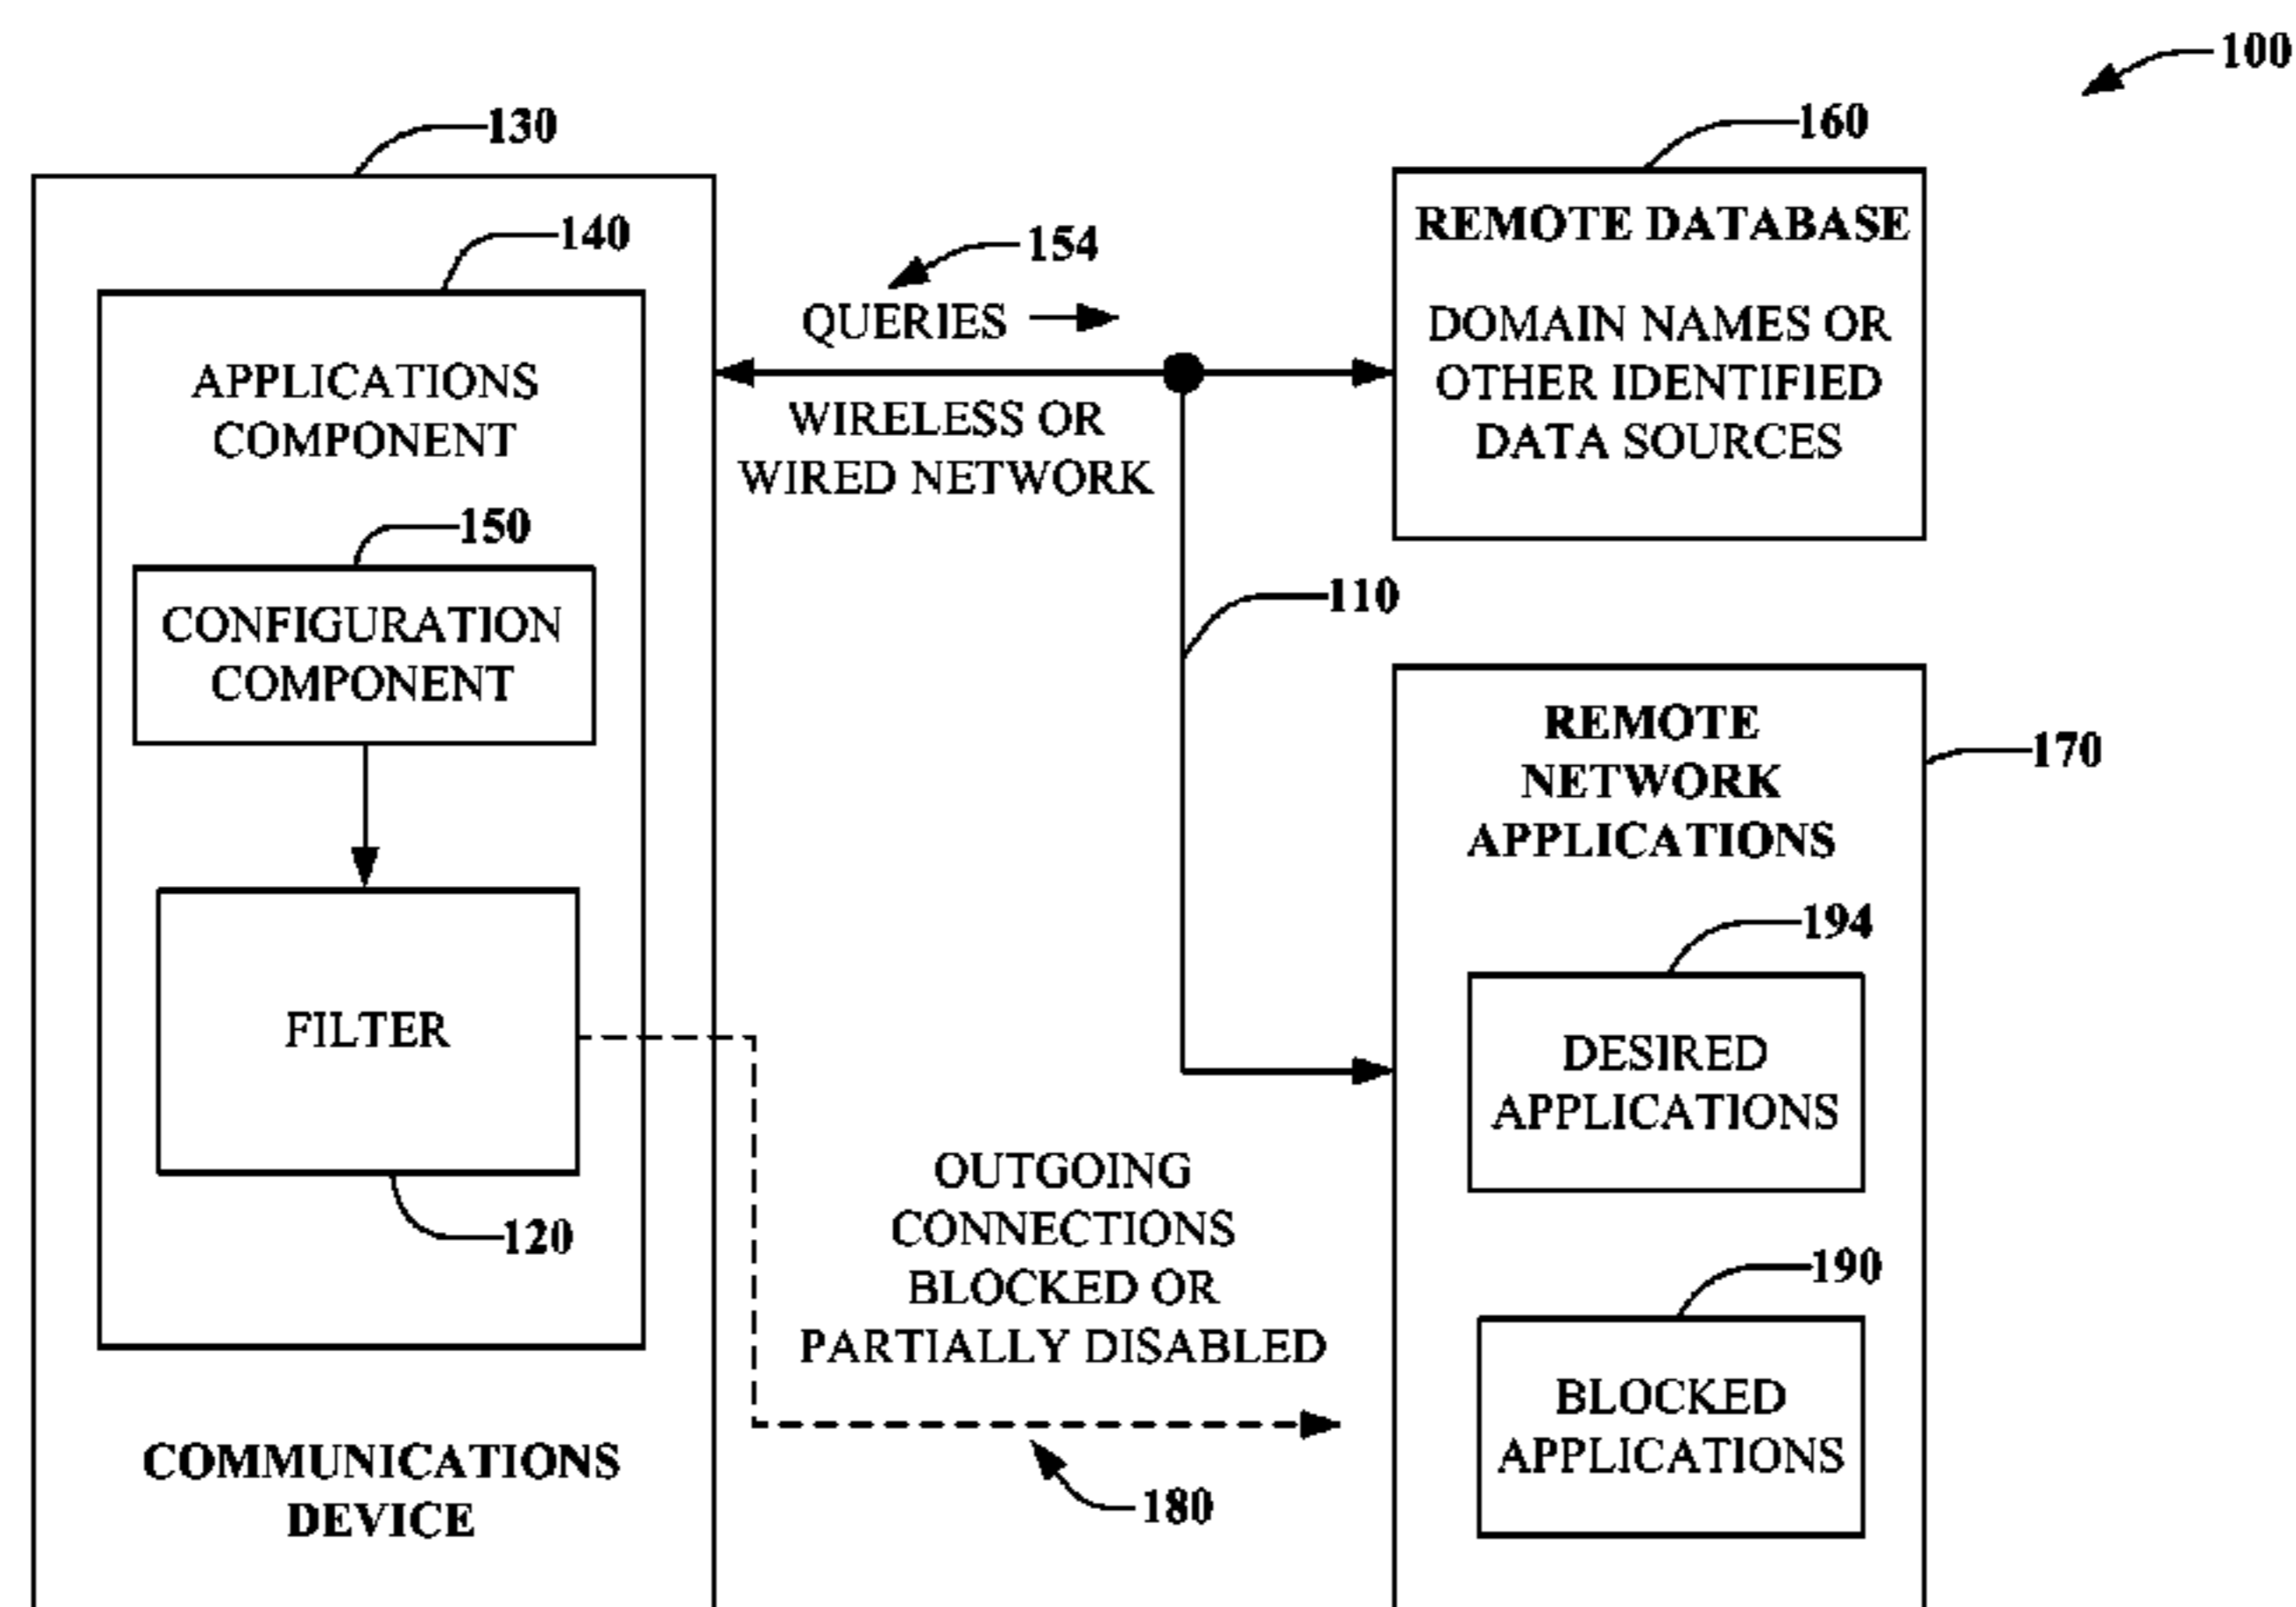 100
130
140
APPLICATIONS
COMPONENT
150
CONFIGURATION
COMPONENT
FILTER
120
COMMUNICATIONS
DEVICE
154
QUERIES
WIRELESS OR
WIRED NETWORK
160
REMOTE DATABASE
DOMAIN NAMES OR
OTHER IDENTIFIED
DATA SOURCES
110
REMOTE
NETWORK
APPLICATIONS
170
194
DESIRED
APPLICATIONS
190
BLOCKED
APPLICATIONS
OUTGOING
CONNECTIONS
BLOCKED OR
PARTIALLY DISABLED
180